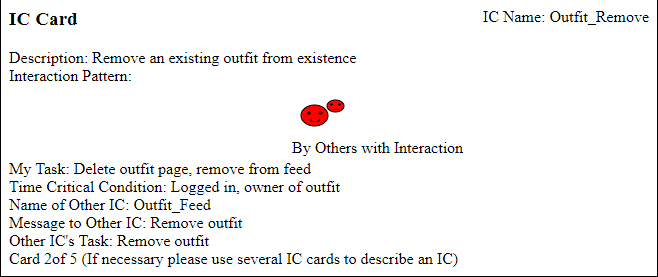 IC Card
IC Name: Outfit_Remove
Description: Remove an existing outfit from existence
Interaction Pattern:
By Others with Interaction
My Task: Delete outfit page, remove from feed
Time Critical Condition: Logged in, owner of outfit
Name of Other IC: Outfit_Feed
Message to Other IC: Remove outfit
Other IC's Task: Remove outfit
Card 2of 5 (If necessary please use several IC cards to describe an IC)